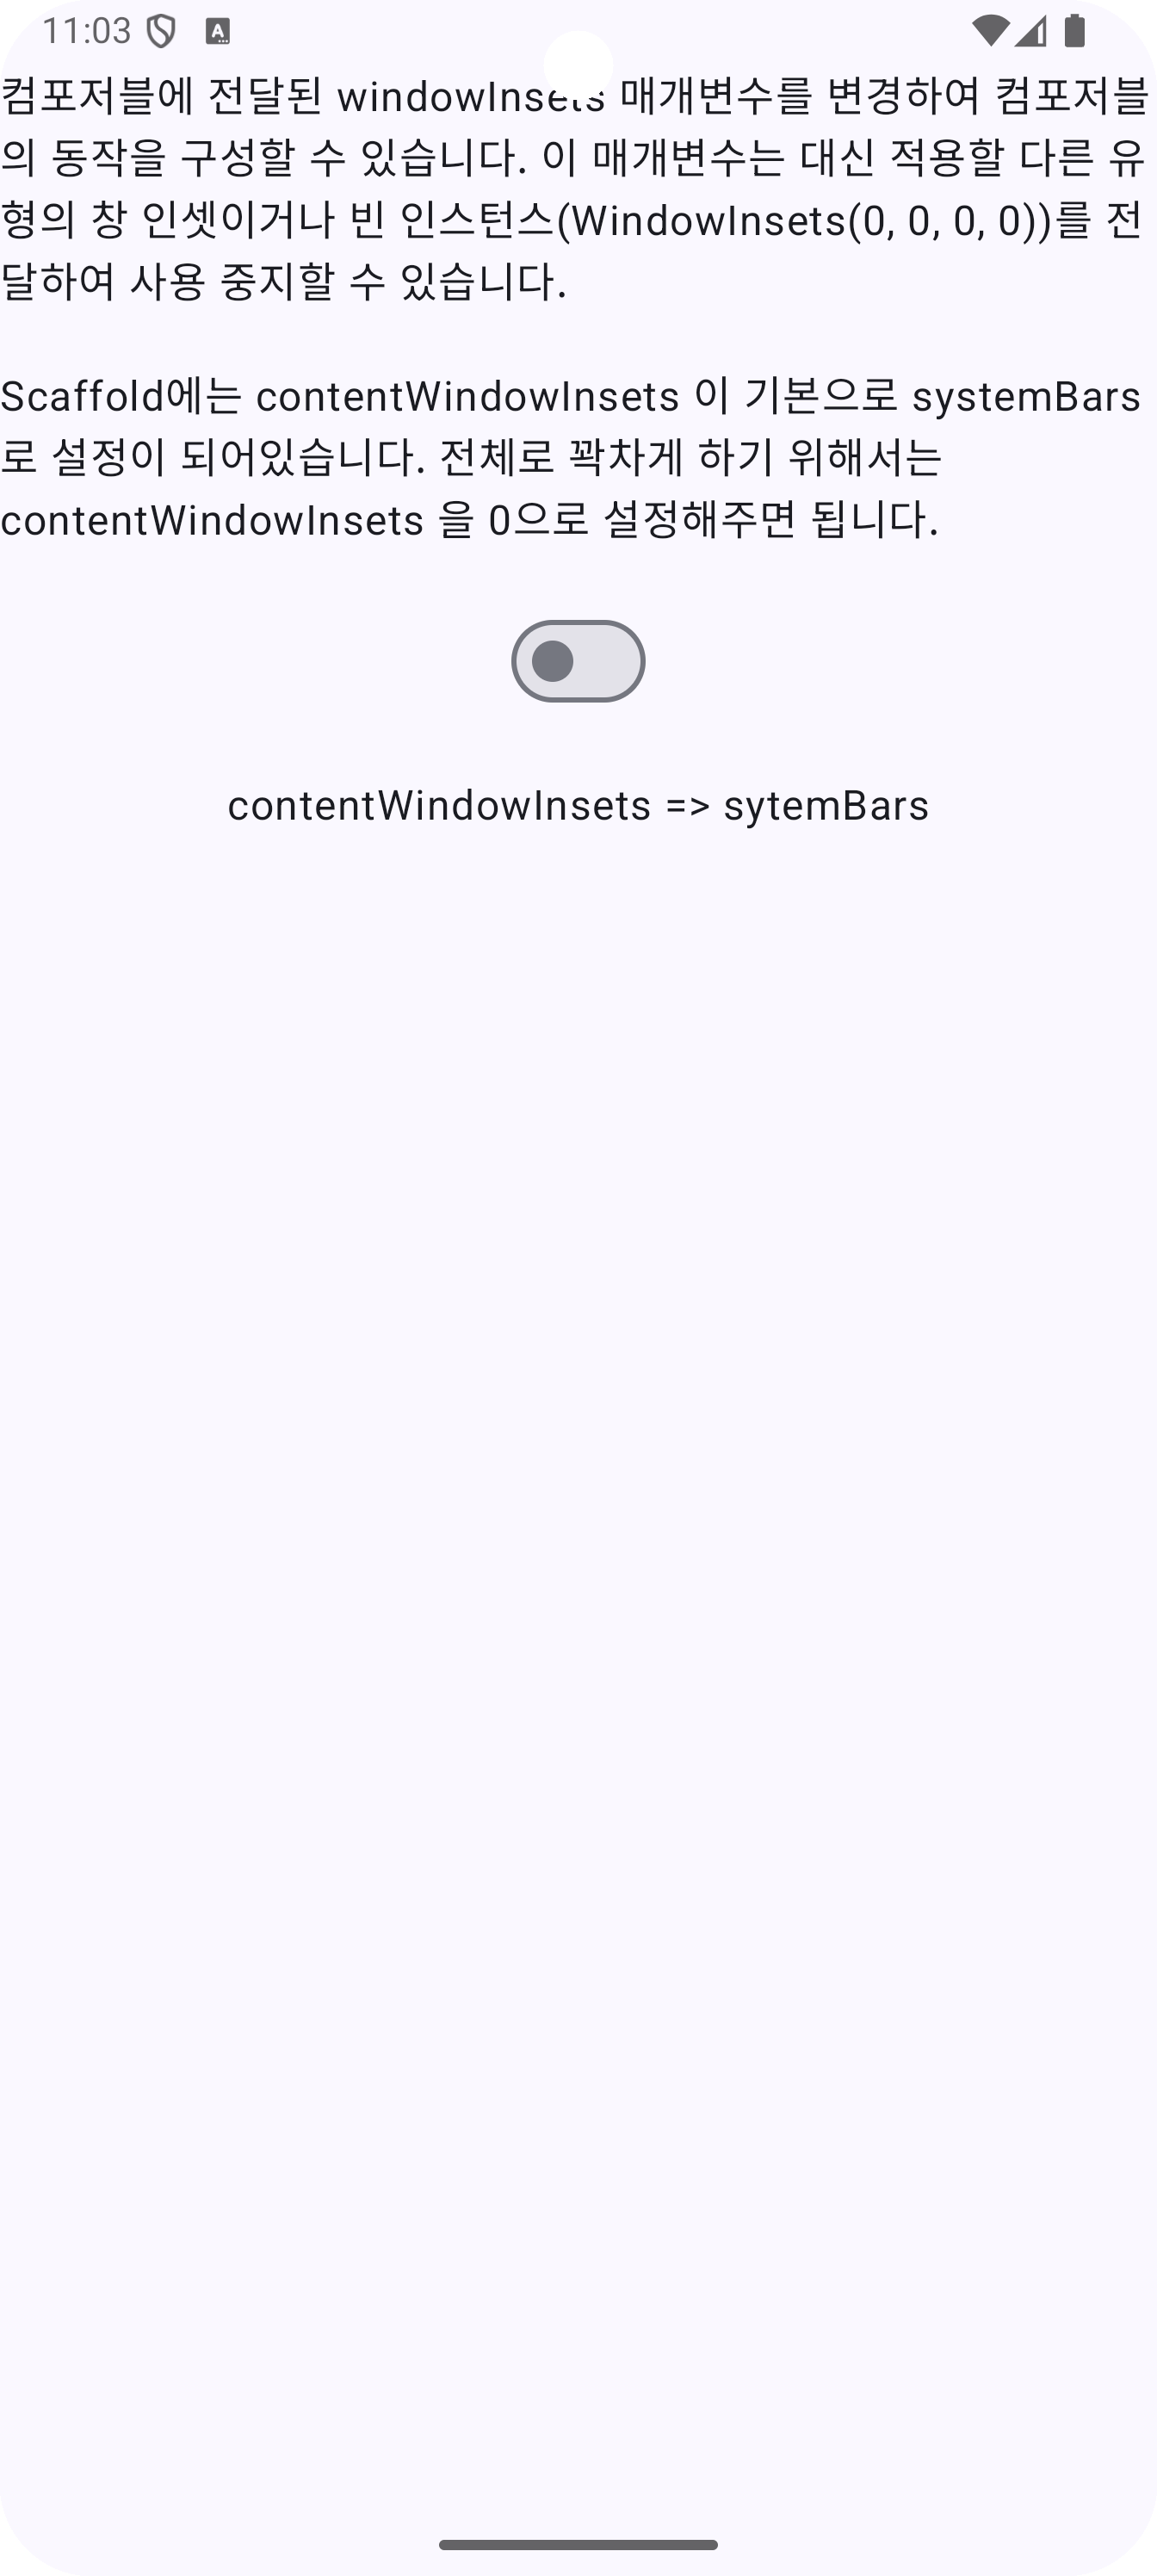 11:03
컴포저블에 전달된 windowInsets 매개변수를 변경하여 컴포저블
의 동작을 구성할 수 있습니다. 이 매개변수는 대신 적용할 다른 유
형의 창 인셋이거나 빈 인스턴스(WindowInsets(0, 0, 0, 0))를 전
달하여 사용 중지할 수 있습니다.
Scaffold에는 contentWindowInsets 이 기본으로 systemBars
로 설정이 되어있습니다. 전체로 꽉차게 하기 위해서는
contentWindowInsets 을 0으로 설정해주면 됩니다.
contentWindowInsets => sytemBars